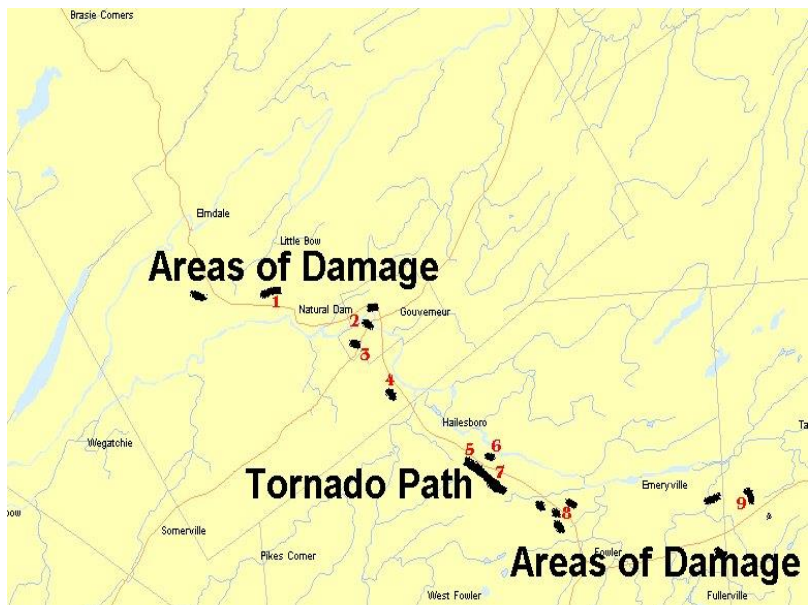 Brasie Corners
Elmdale
Little Bow
Areas of Damage
1
Natural Dam
2
Gouverneur
3
4
Wegatchie
Hailesboro
5
6
7
Tornado Path
Emeryville
9
8
Somerville
Pikes Corner
Fowler
Areas of Damage
West Fowler
Fullerville